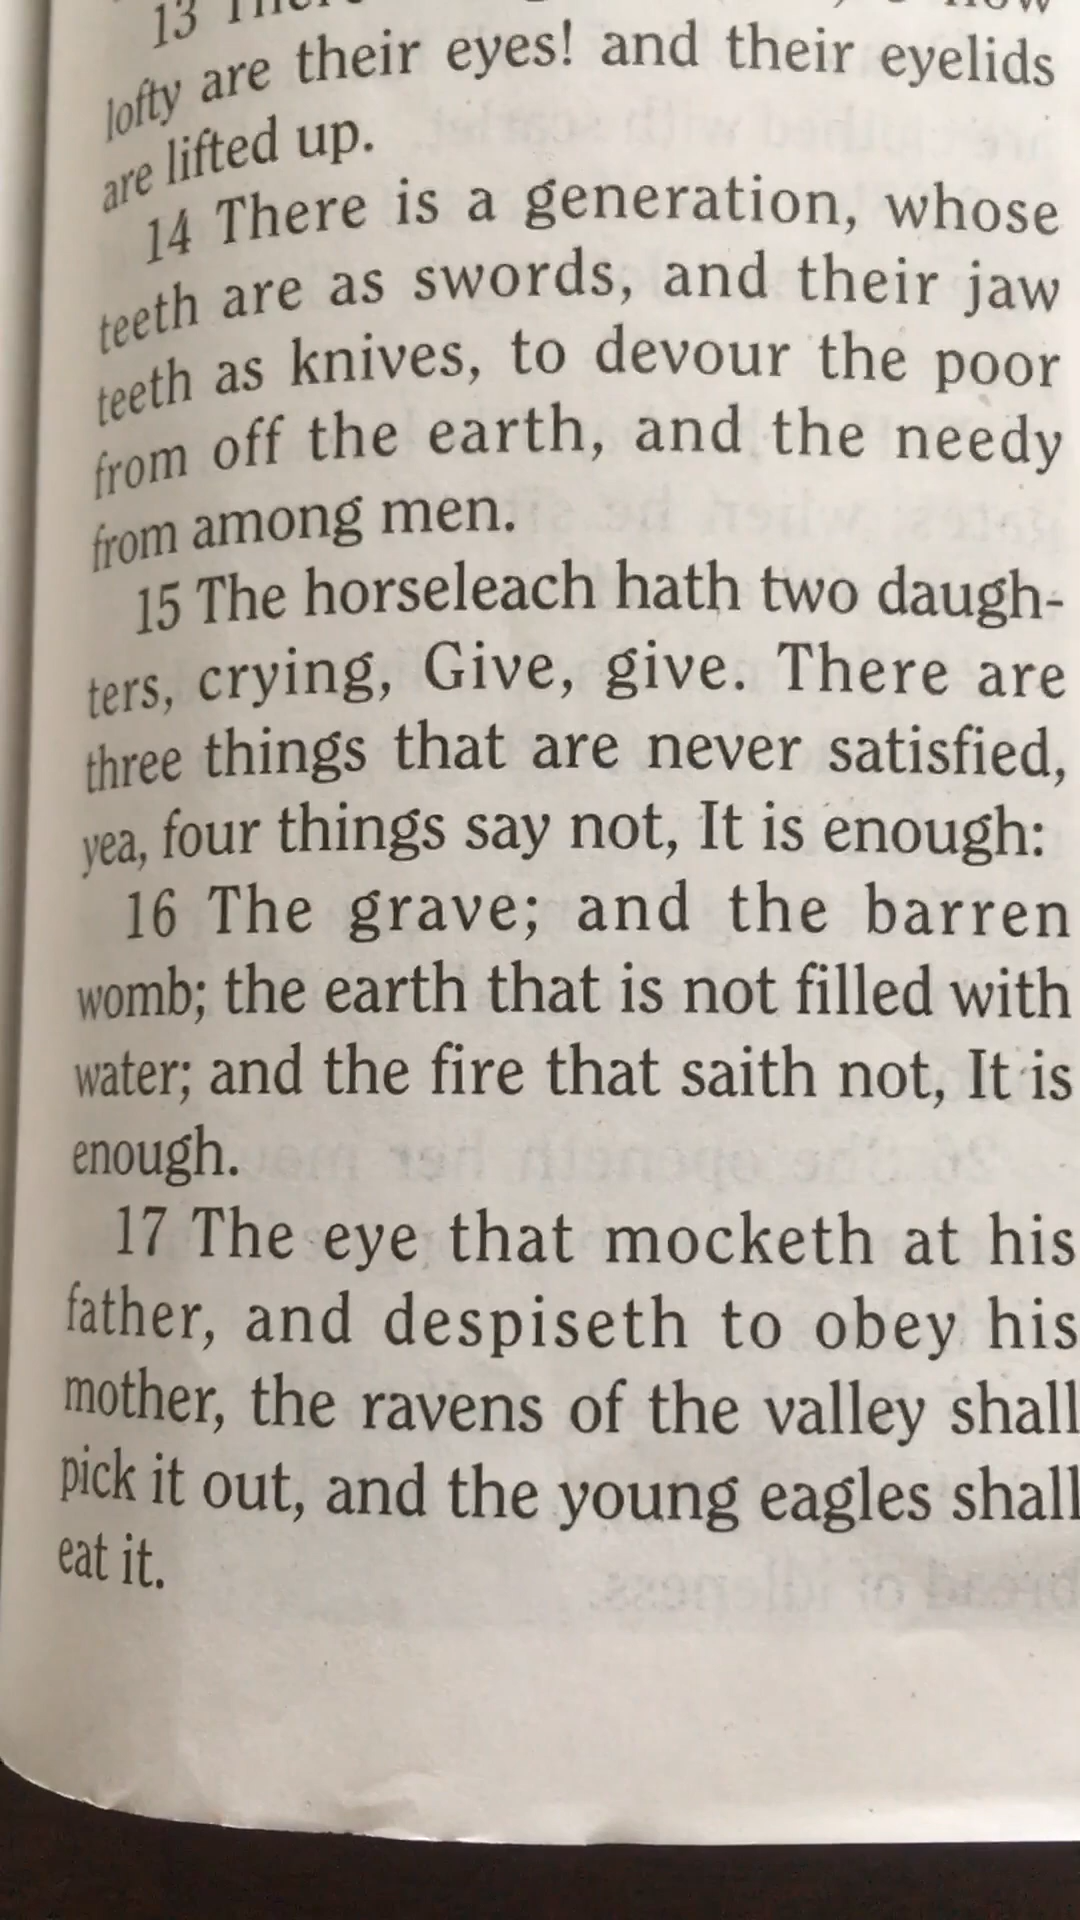 13
lofty are their eyes! and their eyelids
are lifted up.
14 There is a generation, whose
teeth are as swords, and their jaw
teeth as knives, to devour the poor
from off the earth, and the needy
from among men.
15 The horseleach hath two daugh-
ters, crying, Give, give. There are
three things that are never satisfied,
yea, four things say not, It is enough:
16 The grave; and the barren
womb; the earth that is not filled with
water; and the fire that saith not, It is
enough.
17 The eye that mocketh at his
father, and despiseth to obey his
mother, the ravens of the valley shall
pick it out, and the young eagles shall
eat it.